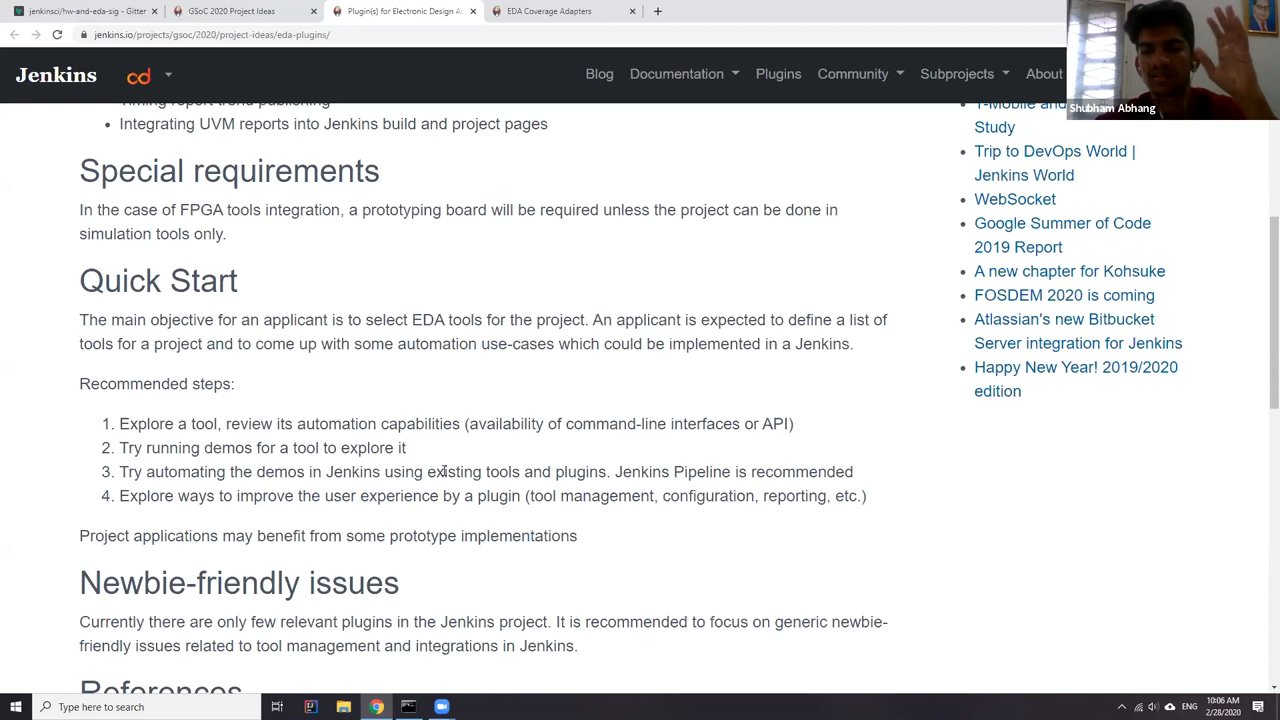 jenkinsci/hw-and-eda-sig - Gitter
GSoC 2020 Project Ideas
Plugin(s) for Electronic Design A
EDA Coverage Adapters
jenkins.io/projects/gsoc/2020/project-ideas/eda-plugins/
Jenkins
cd
Blog
Documentation
Plugins
Community
Subprojects
About
Shubham Abhang
Timing report trend publishing
Integrating UVM reports into Jenkins build and project pages
Special requirements
In the case of FPGA tools integration, a prototyping board will be required unless the project can be done in
simulation tools only.
Quick Start
The main objective for an applicant is to select EDA tools for the project. An applicant is expected to define a list of
tools for a project and to come up with some automation use-cases which could be implemented in a Jenkins.
Recommended steps:
1. Explore a tool, review its automation capabilities (availability of command-line interfaces or API)
2. Try running demos for a tool to explore it
3. Try automating the demos in Jenkins using existing tools and plugins. Jenkins Pipeline is recommended
4. Explore ways to improve the user experience by a plugin (tool management, configuration, reporting, etc.)
Project applications may benefit from some prototype implementations
Newbie-friendly issues
Currently there are only few relevant plugins in the Jenkins project. It is recommended to focus on generic newbie-
friendly issues related to tool management and integrations in Jenkins.
References
T-Mobile and
Study
Trip to DevOps World |
Jenkins World
WebSocket
Google Summer of Code
2019 Report
A new chapter for Kohsuke
FOSDEM 2020 is coming
Atlassian's new Bitbucket
Server integration for Jenkins
Happy New Year! 2019/2020
edition
Type here to search
ENG
10:06 AM
2/28/2020